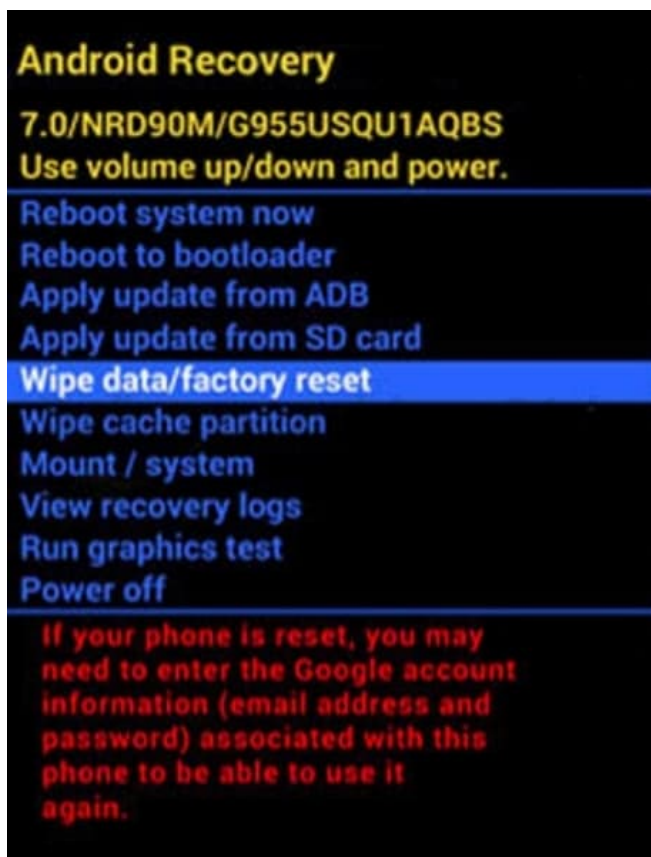 Android Recovery
7.0/NRD90M/G955USQU1AQBS
Use volume up/down and power.
Reboot system now
Reboot to bootloader
Apply update from ADB
Apply update from SD card
Wipe data/factory reset
Wipe cache partition
Mount / system
View recovery logs
Run graphics test
Power off
If your phone is reset, you may
need to enter the Google account
information (email address and
password) associated with this
phone to be able to use it
again.